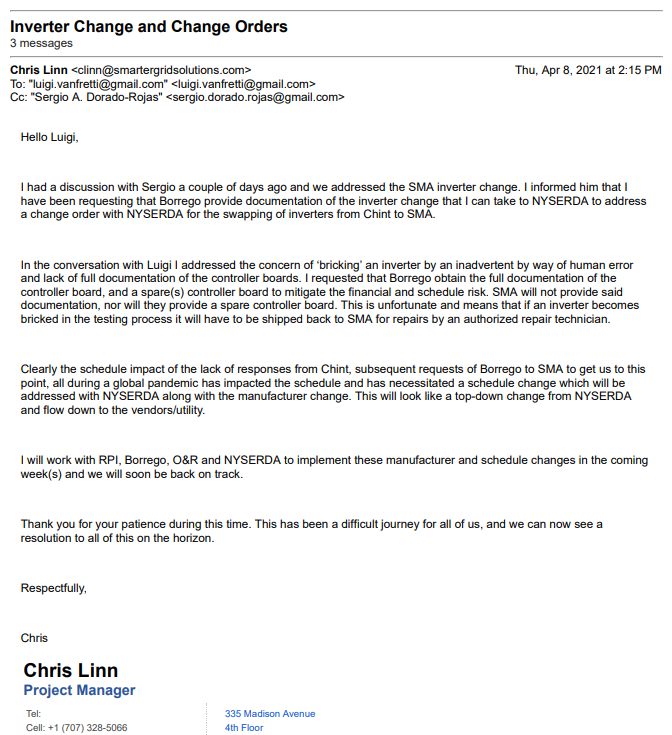 Inverter Change and Change Orders
3 messages
Chris Linn <clinn@smartergridsolutions.com>
Thu, Apr 8, 2021 at 2:15 PM
To: "luigi.vanfretti@gmail.com" <luigi.vanfretti@gmail.com>
Cc: "Sergio A. Dorado-Rojas" <sergio.dorado.rojas@gmail.com>
Hello Luigi,
I had a discussion with Sergio a couple of days ago and we addressed the SMA inverter change. I informed him that I
have been requesting that Borrego provide documentation of the inverter change that I can take to NYSERDA to address
a change order with NYSERDA for the swapping of inverters from Chint to SMA.
In the conversation with Luigi I addressed the concern of ‘bricking’ an inverter by an inadvertent by way of human error
and lack of full documentation of the controller boards. I requested that Borrego obtain the full documentation of the
controller board, and a spare(s) controller board to mitigate the financial and schedule risk. SMA will not provide said
documentation, nor will they provide a spare controller board. This is unfortunate and means that if an inverter becomes
bricked in the testing process it will have to be shipped back to SMA for repairs by an authorized repair technician.
Clearly the schedule impact of the lack of responses from Chint, subsequent requests of Borrego to SMA to get us to this
point, all during a global pandemic has impacted the schedule and has necessitated a schedule change which will be
addressed with NYSERDA along with the manufacturer change. This will look like a top-down change from NYSERDA
and flow down to the vendors/utility.
I will work with RPI, Borrego, O&R and NYSERDA to implement these manufacturer and schedule changes in the coming
week(s) and we will soon be back on track.
Thank you for your patience during this time. This has been a difficult journey for all of us, and we can now see a
resolution to all of this on the horizon.
Respectfully,
Chris
Chris Linn
Project Manager
Tel:
Cell: +1 (707) 328-5066
335 Madison Avenue
4th Floor